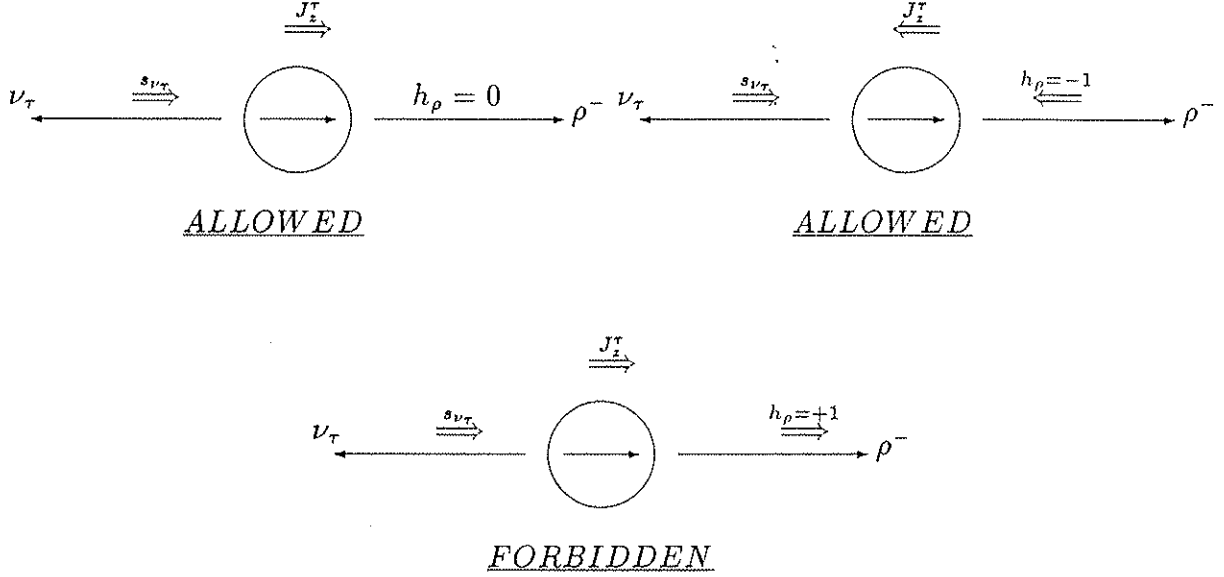 J_z^τ J_z^τ
s_{ν_τ} s_{ν_τ} h_ρ=−1
ν_τ h_ρ = 0 ρ⁻ ν_τ ρ⁻
ALLOWED ALLOWED
J_z^τ
s_{ν_τ} h_ρ=+1
ν_τ ρ⁻
FORBIDDEN